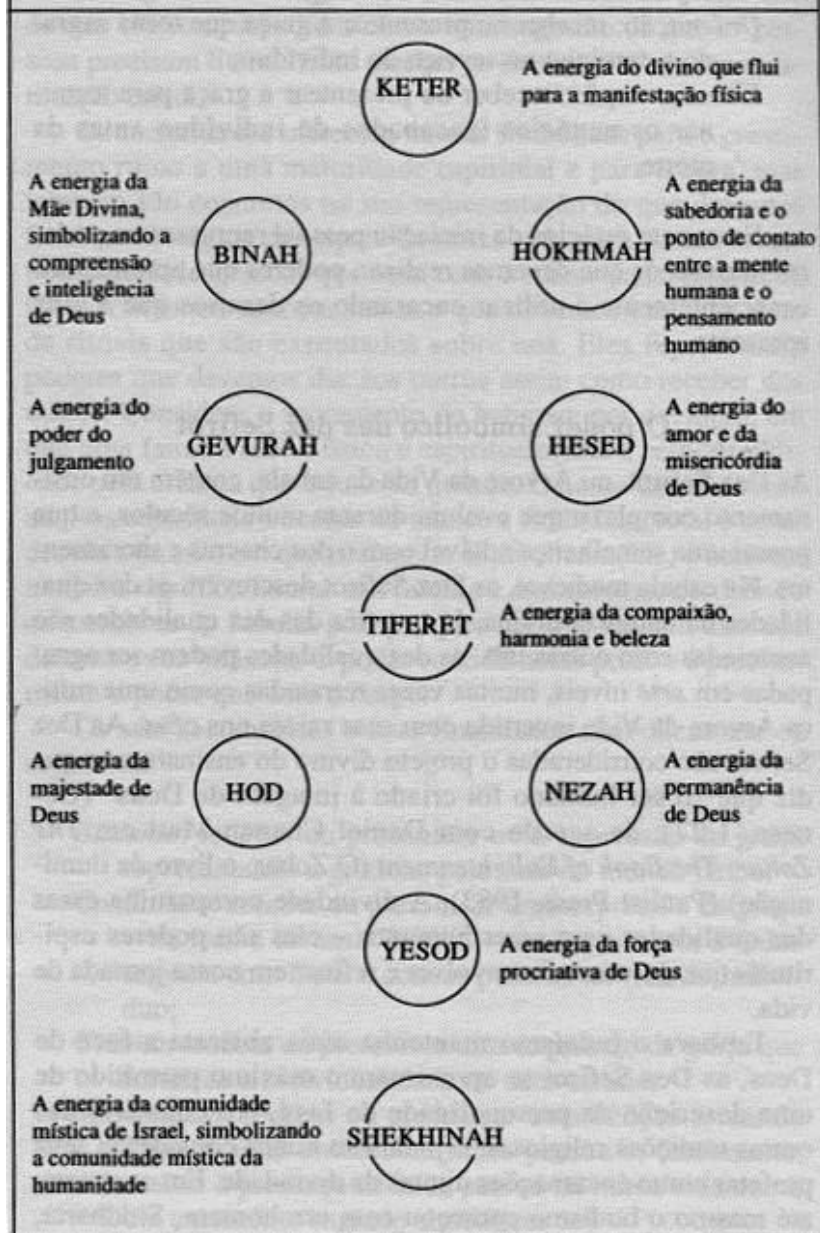 KETER
A energia do divino que flui
para a manifestação física
A energia da
Mãe Divina,
simbolizando a
compreensão
e inteligência
de Deus
BINAH
HOKHMAH
A energia da
sabedoria e o
ponto de contato
entre a mente
humana e o
pensamento
humano
A energia do
poder do
julgamento
GEVURAH
HESED
A energia do
amor e da
misericórdia
de Deus
TIFERET
A energia da compaixão,
harmonia e beleza
A energia da
majestade de
Deus
HOD
NEZAH
A energia da
permanência
de Deus
YESOD
A energia da força
procriativa de Deus
A energia da comunidade
mística de Israel, simbolizando
a comunidade mística da
humanidade
SHEKHINAH